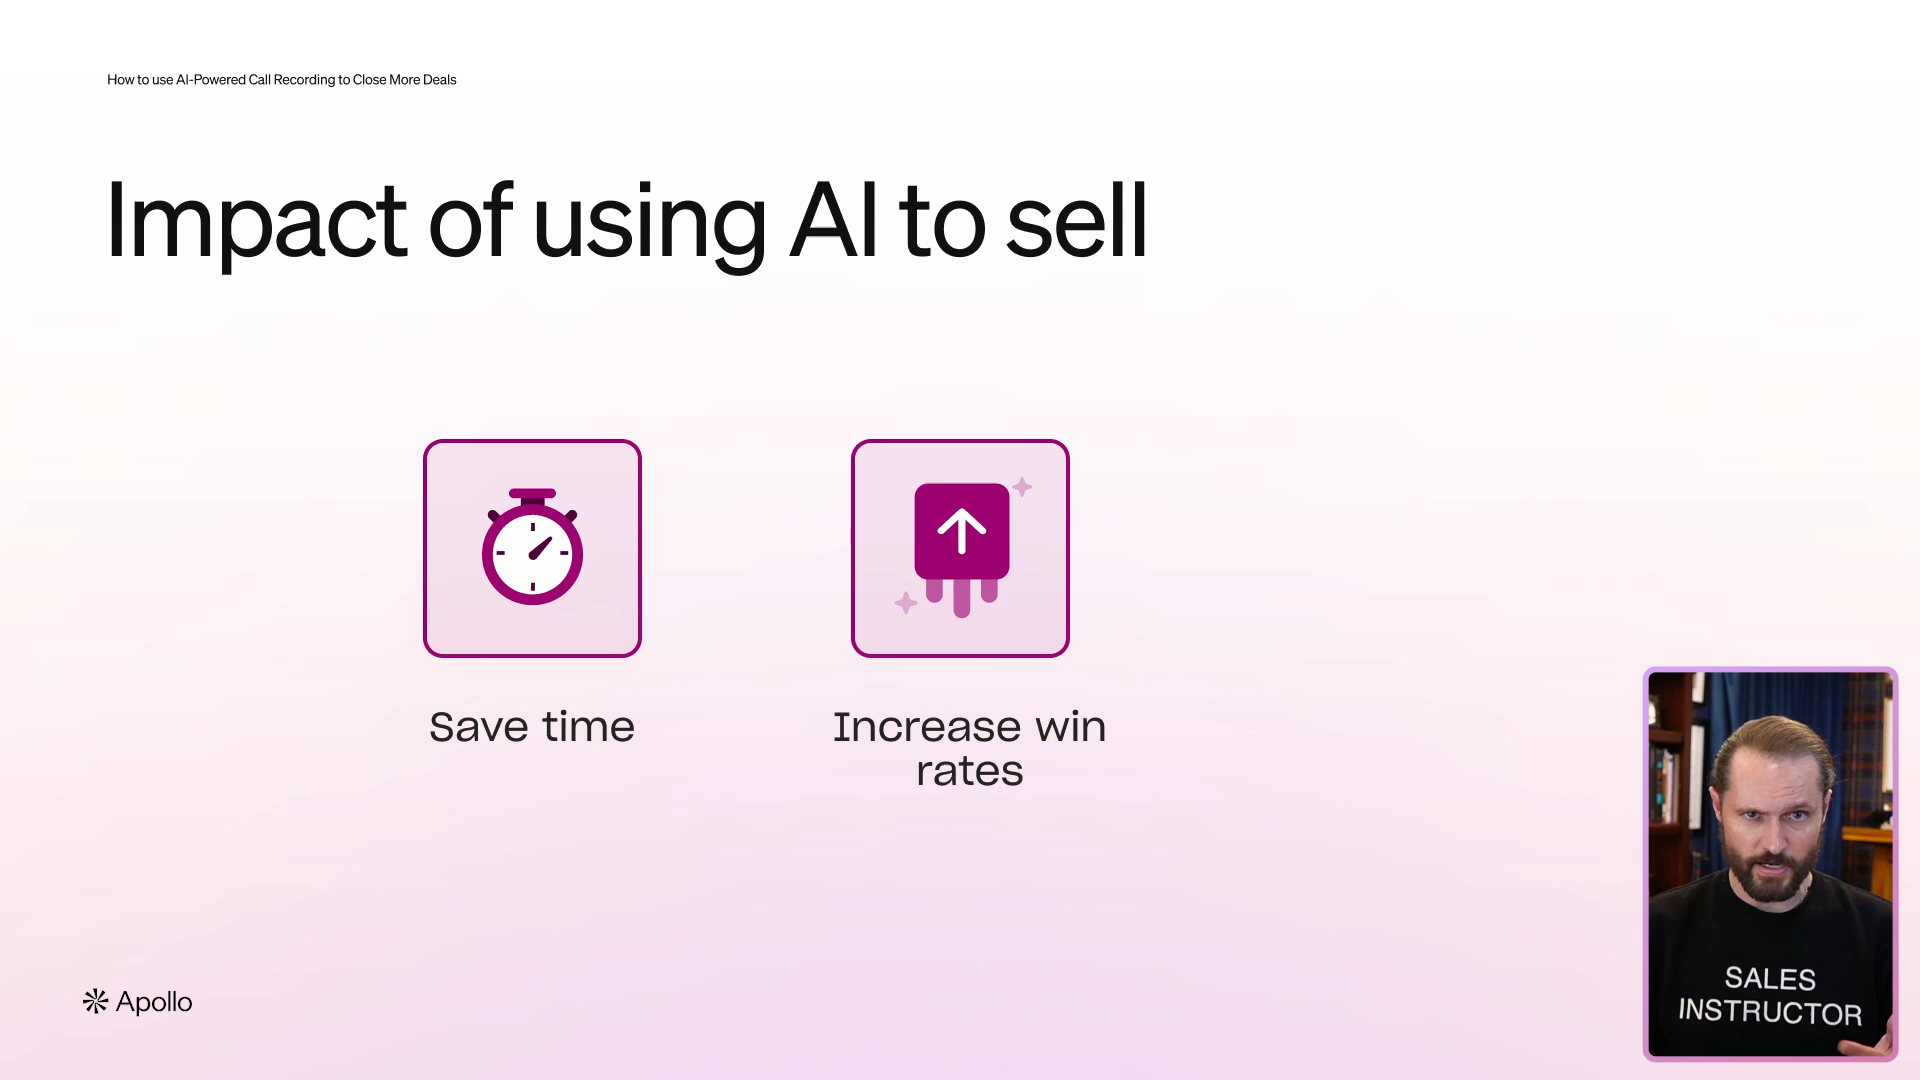 How to use AI-Powered Call Recording to Close More Deals
Impact of using AI to sell
Save time
Increase win
rates
Apollo
SALES
INSTRUCTOR